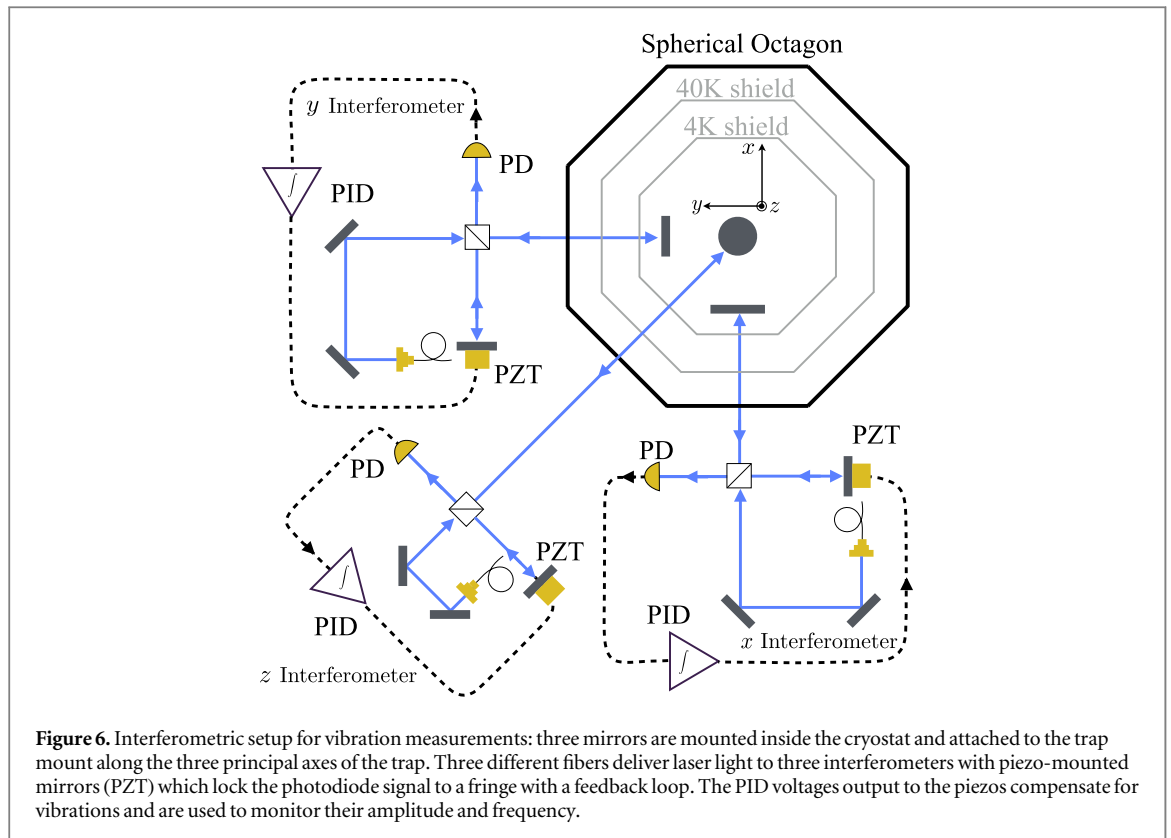 Spherical Octagon
40K shield
4K shield
x
y
z
y Interferometer
PD
∫
PID
PZT
PD
PZT
∫
PID
z Interferometer
PD
PZT
PID
∫
x Interferometer
Figure 6. Interferometric setup for vibration measurements: three mirrors are mounted inside the cryostat and attached to the trap
mount along the three principal axes of the trap. Three different fibers deliver laser light to three interferometers with piezo-mounted
mirrors (PZT) which lock the photodiode signal to a fringe with a feedback loop. The PID voltages output to the piezos compensate for
vibrations and are used to monitor their amplitude and frequency.